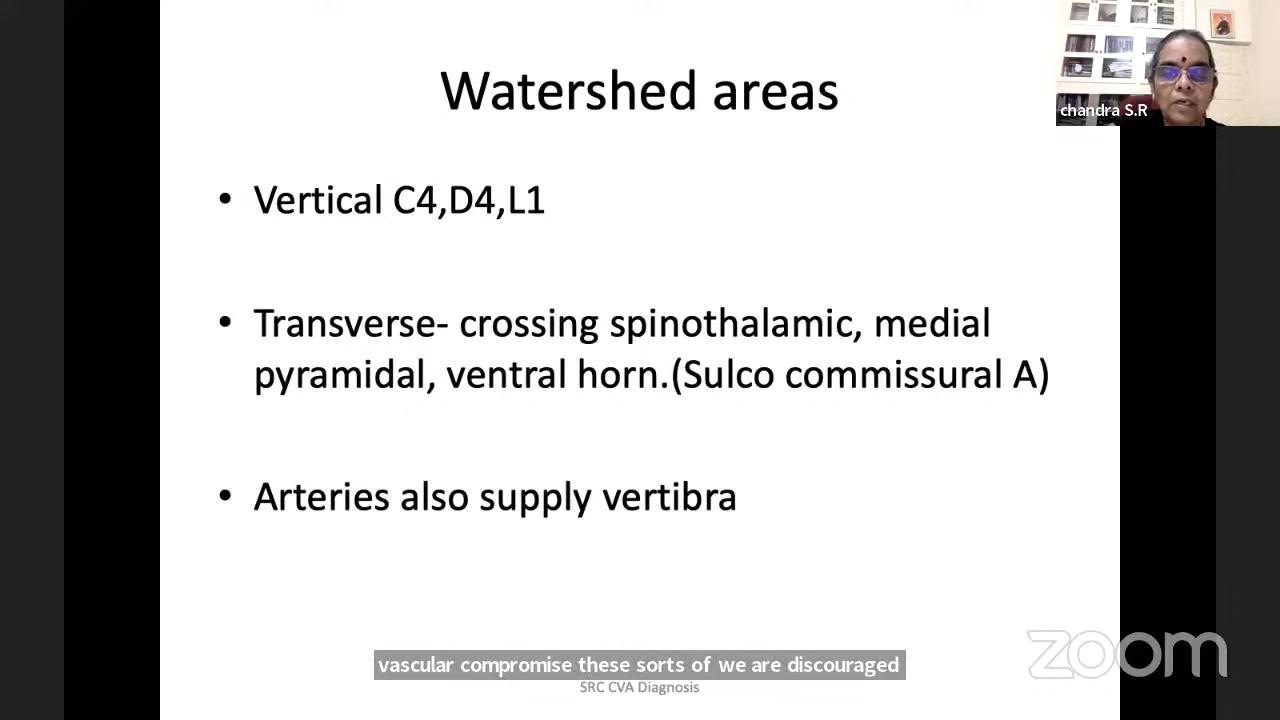 Watershed areas
chandra S.R
• Vertical C4,D4,L1
• Transverse- crossing spinothalamic, medial
pyramidal, ventral horn.(Sulco commissural A)
• Arteries also supply vertibra
zoom
vascular compromise these sorts of we are discouraged
SRC CVA Diagnosis